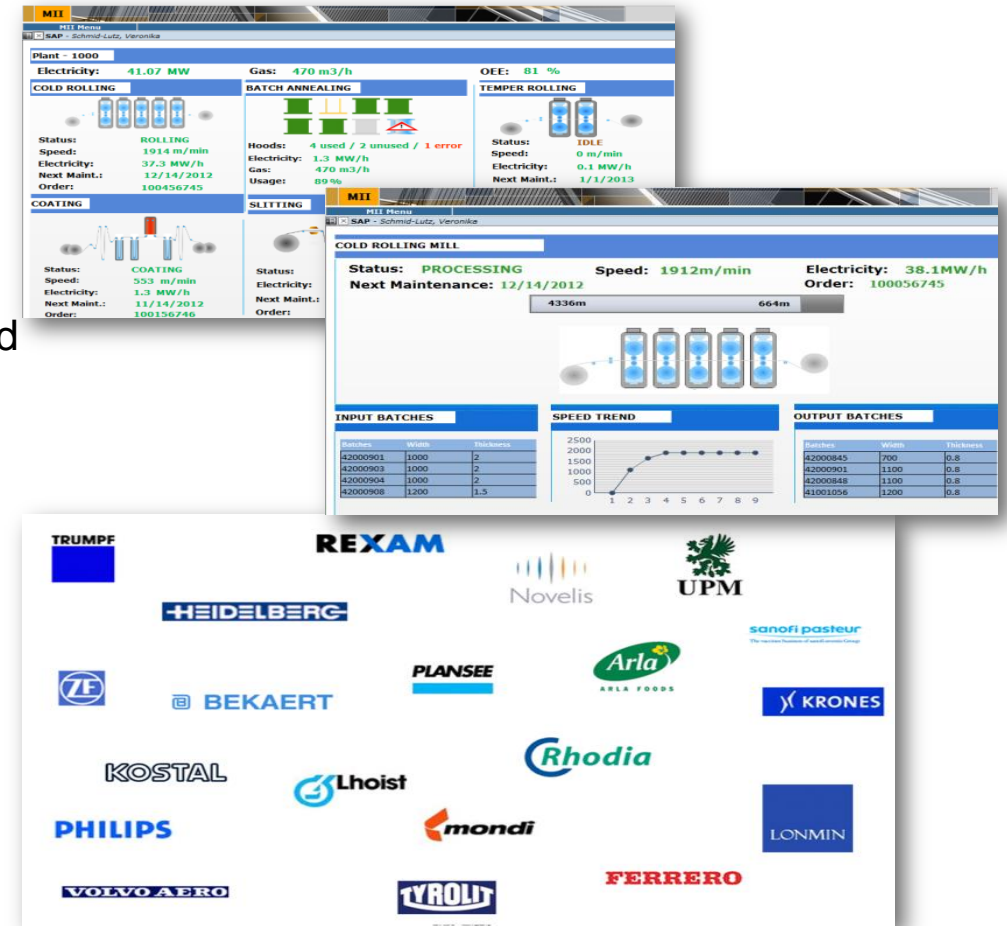 MII
MII Menu
SAP - Schmid-Lutz, Veronika
Plant - 1000
Electricity: 41.07 MW Gas: 470 m3/h OEE: 81 %
COLD ROLLING
Status: ROLLING
Speed: 1914 m/min
Electricity: 37.3 MW/h
Next Maint.: 12/14/2012
Order: 100456745
BATCH ANNEALING
Hoods: 4 used / 2 unused / 1 error
Electricity: 1.3 MW/h
Gas: 470 m3/h
Usage: 89%
TEMPER ROLLING
Status: IDLE
Speed: 0 m/min
Electricity: 0.1 MW/h
Next Maint.: 1/1/2013
COATING
Status: COATING
Speed: 553 m/min
Electricity: 1.3 MW/h
Next Maint.: 11/14/2012
Order: 100156746
SLITTING
Status:
Electricity:
Next Maint.:
Order:
d
MII
MII Menu
SAP - Schmid-Lutz, Veronika
COLD ROLLING MILL
Status: PROCESSING Speed: 1912m/min Electricity: 38.1MW/h
Next Maintenance: 12/14/2012 Order: 100056745
4336m 664m
INPUT BATCHES
Batches Width Thickness
42000901 1000 2
42000903 1000 2
42000904 1000 2
42000908 1200 1.5
SPEED TREND
2500
2000
1500
1000
500
0
1 2 3 4 5 6 7 8 9
OUTPUT BATCHES
Batches Width Thickness
42000845 700 0.8
42000901 1100 0.8
42000848 1100 0.8
41001056 1200 0.8
TRUMPF
REXAM
Novelis
UPM
HEIDELBERG
sanofi pasteur
The vaccines business of sanofi-aventis Group
ZF
BEKAERT
PLANSEE
Arla
ARLA FOODS
KRONES
KOSTAL
Lhoist
Rhodia
PHILIPS
mondi
LONMIN
VOLVO AERO
TYROLIT
FERRERO